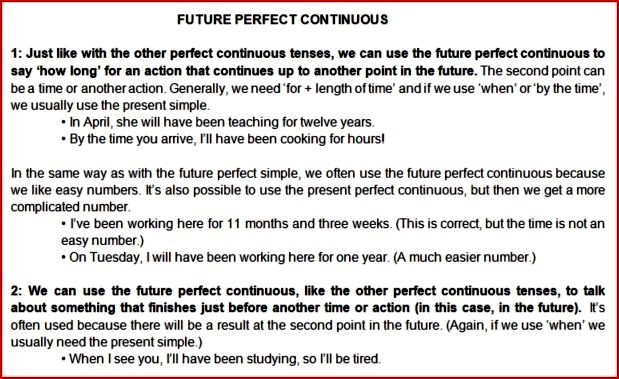 FUTURE PERFECT CONTINUOUS
1: Just like with the other perfect continuous tenses, we can use the future perfect continuous to
say ‘how long’ for an action that continues up to another point in the future. The second point can
be a time or another action. Generally, we need ‘for + length of time’ and if we use ‘when’ or ‘by the time’,
we usually use the present simple.
• In April, she will have been teaching for twelve years.
• By the time you arrive, I’ll have been cooking for hours!
In the same way as with the future perfect simple, we often use the future perfect continuous because
we like easy numbers. It’s also possible to use the present perfect continuous, but then we get a more
complicated number.
• I’ve been working here for 11 months and three weeks. (This is correct, but the time is not an
easy number.)
• On Tuesday, I will have been working here for one year. (A much easier number.)
2: We can use the future perfect continuous, like the other perfect continuous tenses, to talk
about something that finishes just before another time or action (in this case, in the future). It’s
often used because there will be a result at the second point in the future. (Again, if we use ‘when’ we
usually need the present simple.)
• When I see you, I’ll have been studying, so I’ll be tired.